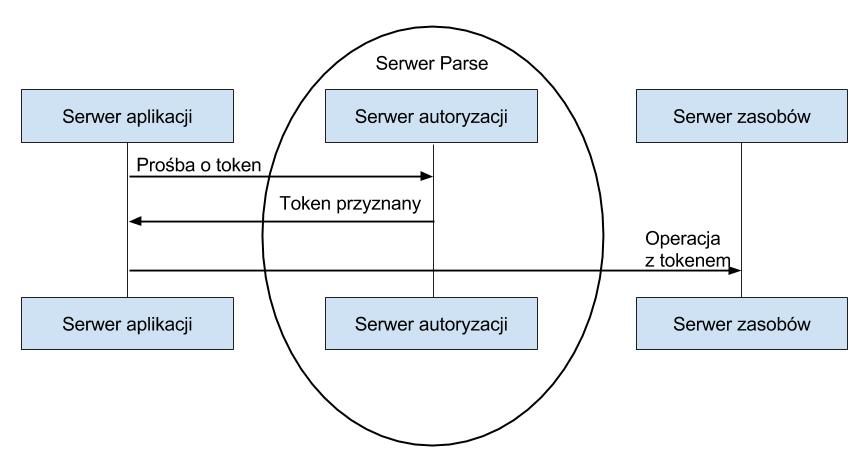 Serwer Parse
Serwer aplikacji
Serwer autoryzacji
Serwer zasobów
Prośba o token
Token przyznany
Operacja
z tokenem
Serwer aplikacji
Serwer autoryzacji
Serwer zasobów